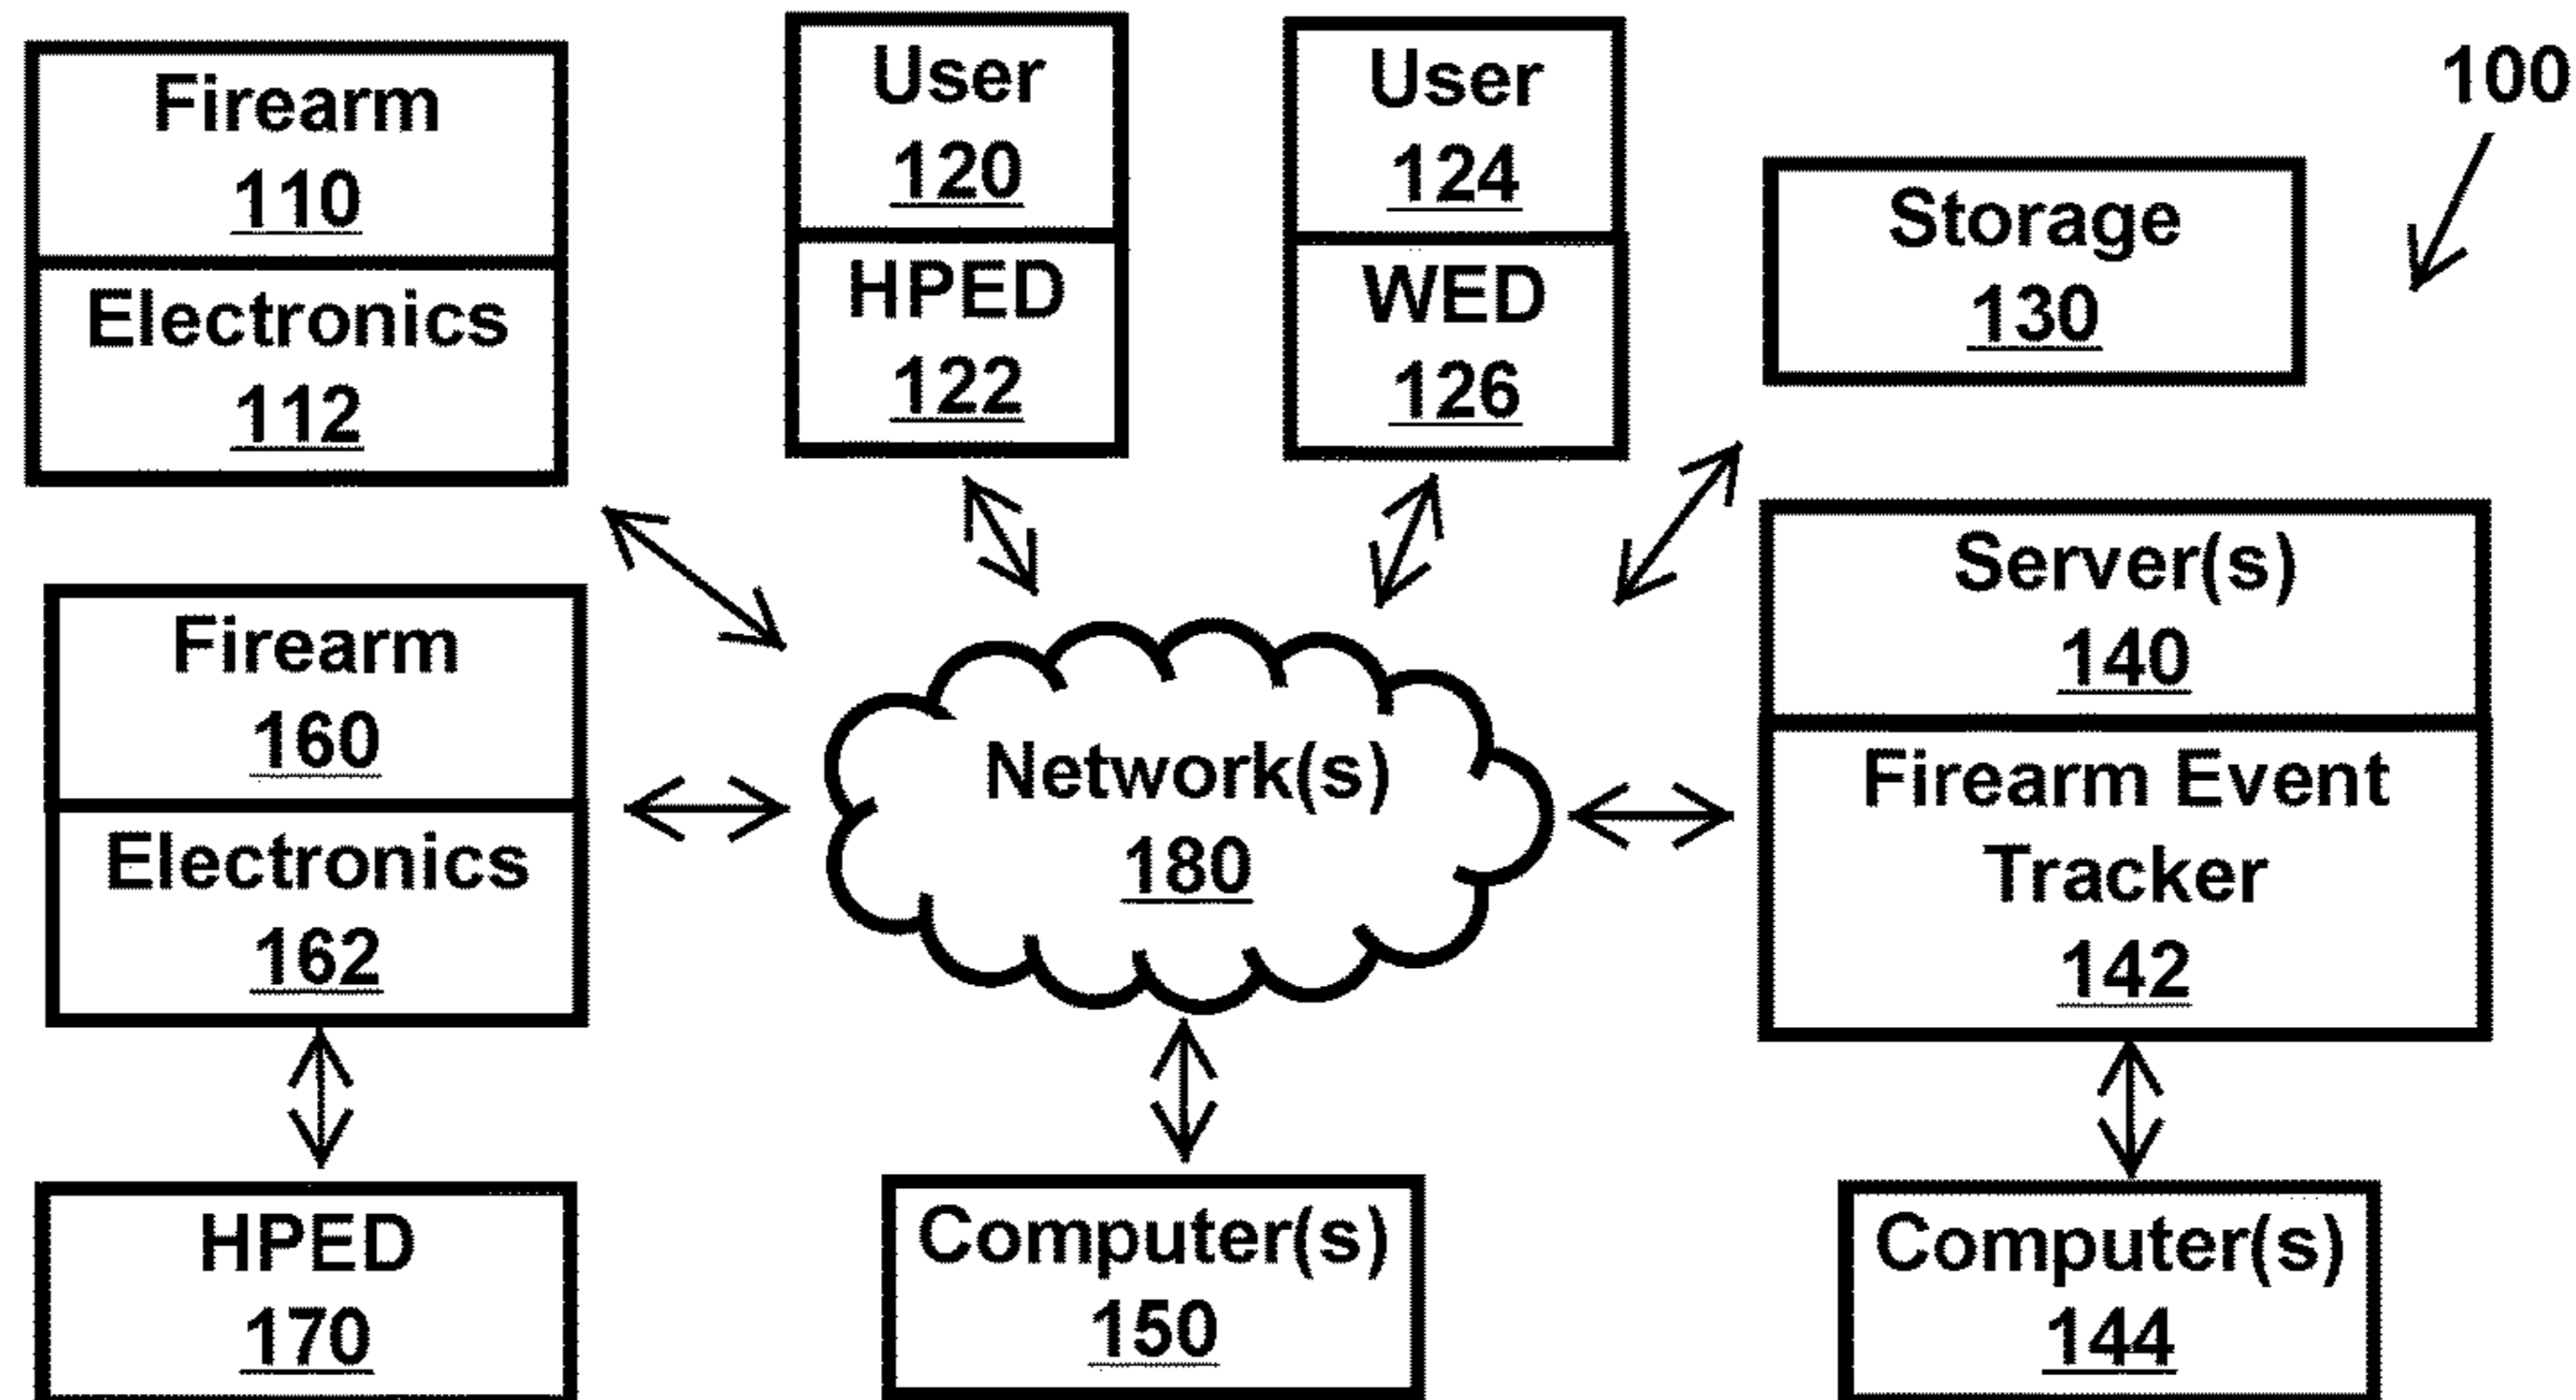 Firearm
110
Electronics
112
User
120
HPED
122
User
124
WED
126
Storage
130
100
Firearm
160
Electronics
162
Network(s)
180
Server(s)
140
Firearm Event
Tracker
142
HPED
170
Computer(s)
150
Computer(s)
144